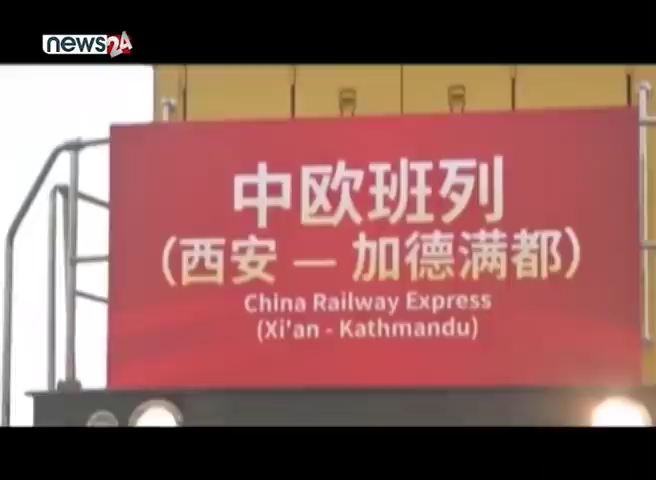 news24
中欧班列
（西安 — 加德满都）
China Railway Express
(Xi'an - Kathmandu)